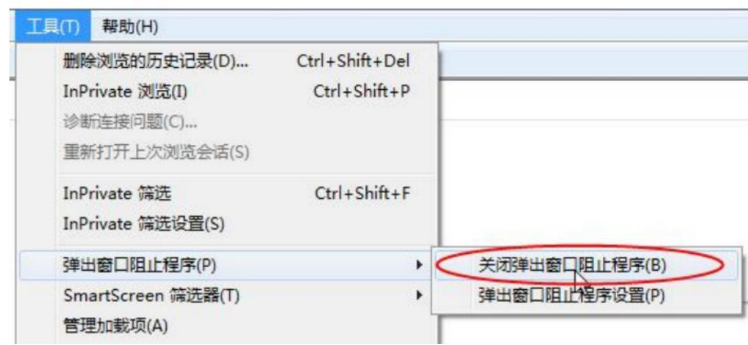 工具(T) 帮助(H)
删除浏览的历史记录(D)... Ctrl+Shift+Del
InPrivate 浏览(I) Ctrl+Shift+P
诊断连接问题(C)...
重新打开上次浏览会话(S)
InPrivate 筛选 Ctrl+Shift+F
InPrivate 筛选设置(S)
弹出窗口阻止程序(P)
关闭弹出窗口阻止程序(B)
SmartScreen 筛选器(T)
弹出窗口阻止程序设置(P)
管理加载项(A)